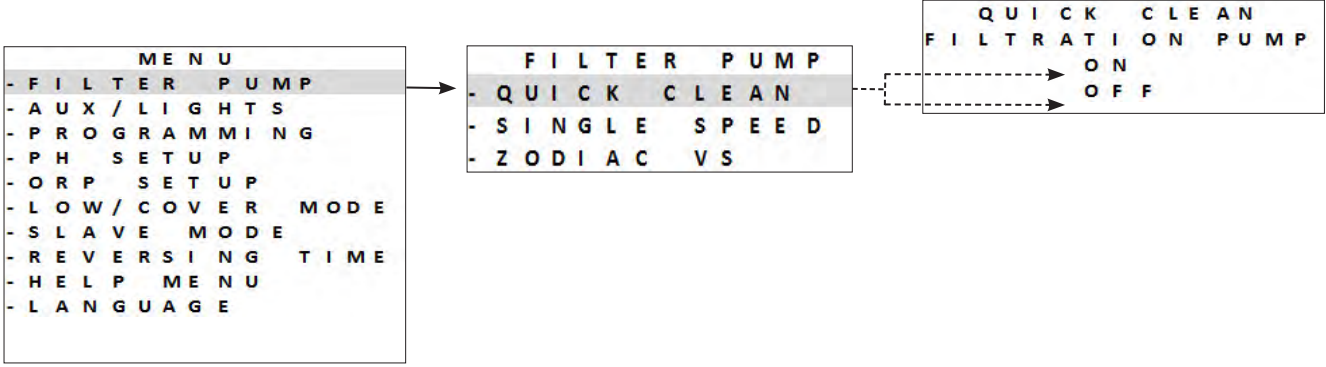 MENU
-FILTER PUMP
-AUX/LIGHTS
-PROGRAMMING
-PH SETUP
-ORP SETUP
-LOW/COVER MODE
-SLAVE MODE
-REVERSING TIME
-HELP MENU
-LANGUAGE
FILTER PUMP
-QUICK CLEAN
-SINGLE SPEED
-ZODIAC VS
QUICK CLEAN
FILTRATION PUMP
ON
OFF